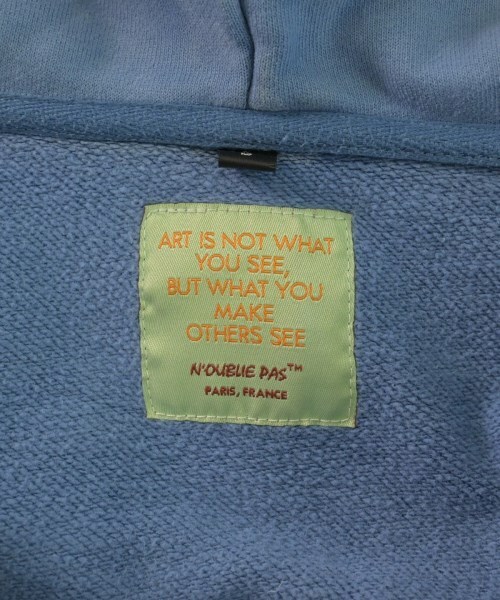 ART IS NOT WHAT
YOU SEE,
BUT WHAT YOU
MAKE
OTHERS SEE
N'OUBLIE PAS™
PARIS, FRANCE